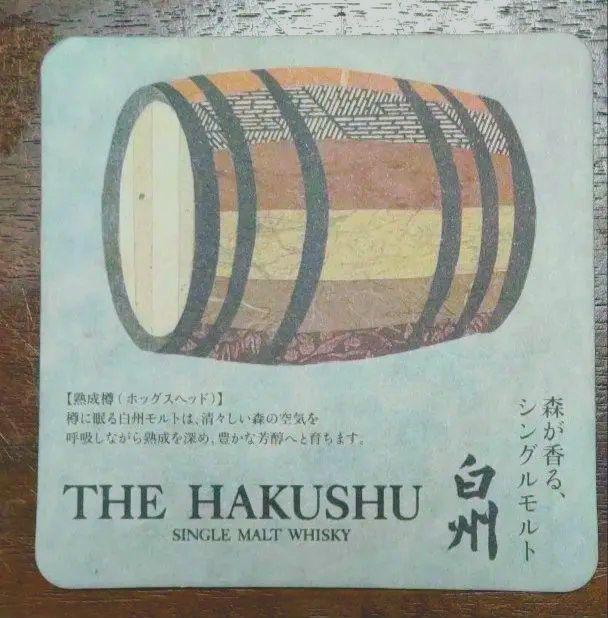 【熟成樽(ホッグスヘッド)】
樽に眠る白州モルトは、清々しい森の空気を
呼吸しながら熟成を深め、豊かな芳醇へと育ちます。
THE HAKUSHU
SINGLE MALT WHISKY
森が香る、
シングルモルト
白州